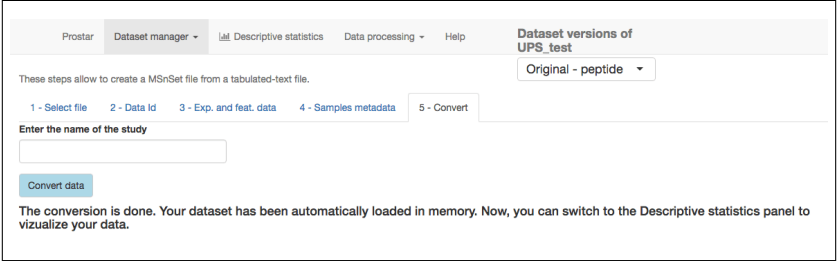 Prostar Dataset manager Descriptive statistics Data processing Help
Dataset versions of
UPS_test
Original - peptide
These steps allow to create a MSnSet file from a tabulated-text file.
1 - Select file 2 - Data Id 3 - Exp. and feat. data 4 - Samples metadata 5 - Convert
Enter the name of the study
Convert data
The conversion is done. Your dataset has been automatically loaded in memory. Now, you can switch to the Descriptive statistics panel to
vizualize your data.